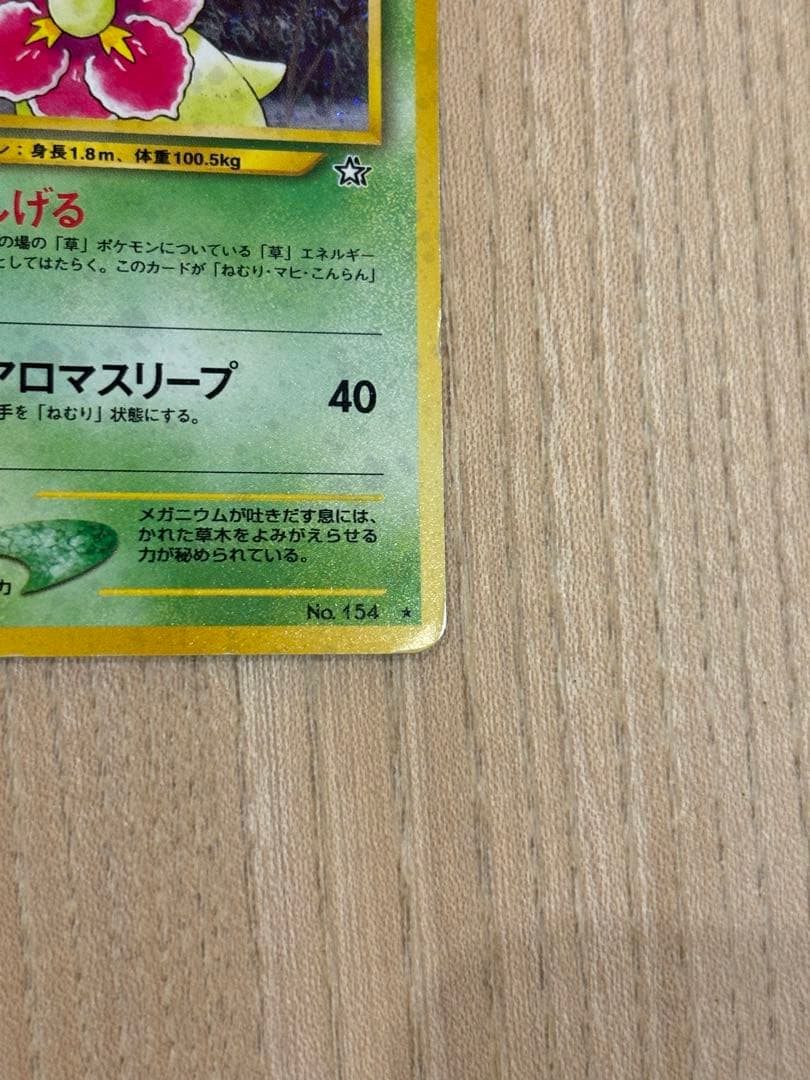 ン：身長1.8m、体重100.5kg
げる
の場の「草」ポケモンについている「草」エネルギー
としてはたらく。このカードが「ねむり・マヒ・こんらん」
アロマスリープ 40
手を「ねむり」状態にする。
メガニウムが吐きだす息には、
かれた草木をよみがえらせる
力が秘められている。
力
No. 154 ★